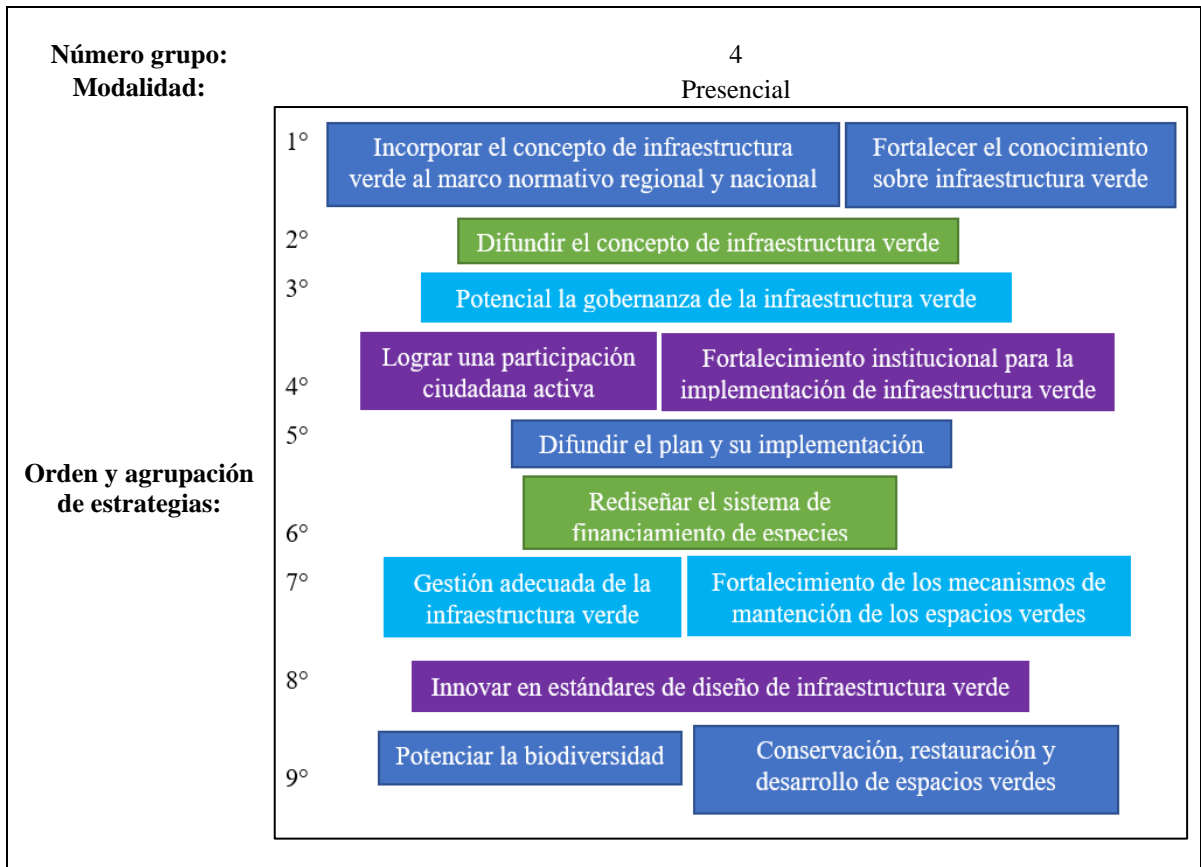 Número grupo: 4
Modalidad: Presencial
Orden y agrupación
de estrategias:
1°
Incorporar el concepto de infraestructura
verde al marco normativo regional y nacional
Fortalecer el conocimiento
sobre infraestructura verde
2°
Difundir el concepto de infraestructura verde
3°
Potencial la gobernanza de la infraestructura verde
4°
Lograr una participación
ciudadana activa
Fortalecimiento institucional para la
implementación de infraestructura verde
5°
Difundir el plan y su implementación
6°
Rediseñar el sistema de
financiamiento de especies
7°
Gestión adecuada de la
infraestructura verde
Fortalecimiento de los mecanismos de
mantención de los espacios verdes
8°
Innovar en estándares de diseño de infraestructura verde
9°
Potenciar la biodiversidad
Conservación, restauración y
desarrollo de espacios verdes